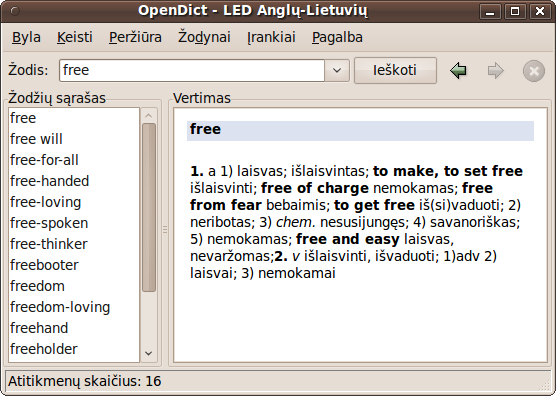 OpenDict - LED Anglų-Lietuvių
Byla Keisti Peržiūra Žodynai Įrankiai Pagalba
Žodis: free Ieškoti
Žodžių sąrašas
free
free will
free-for-all
free-handed
free-loving
free-spoken
free-thinker
freebooter
freedom
freedom-loving
freehand
freeholder
Vertimas
free
1. a 1) laisvas; išlaisvintas; to make, to set free
išlaisvinti; free of charge nemokamas; free
from fear bebaimis; to get free iš(si)vaduoti; 2)
neribotas; 3) chem. nesusijungęs; 4) savanoriškas;
5) nemokamas; free and easy laisvas,
nevaržomas;2. v išlaisvinti, išvaduoti; 1)adv 2)
laisvai; 3) nemokamai
Atitikmenų skaičius: 16